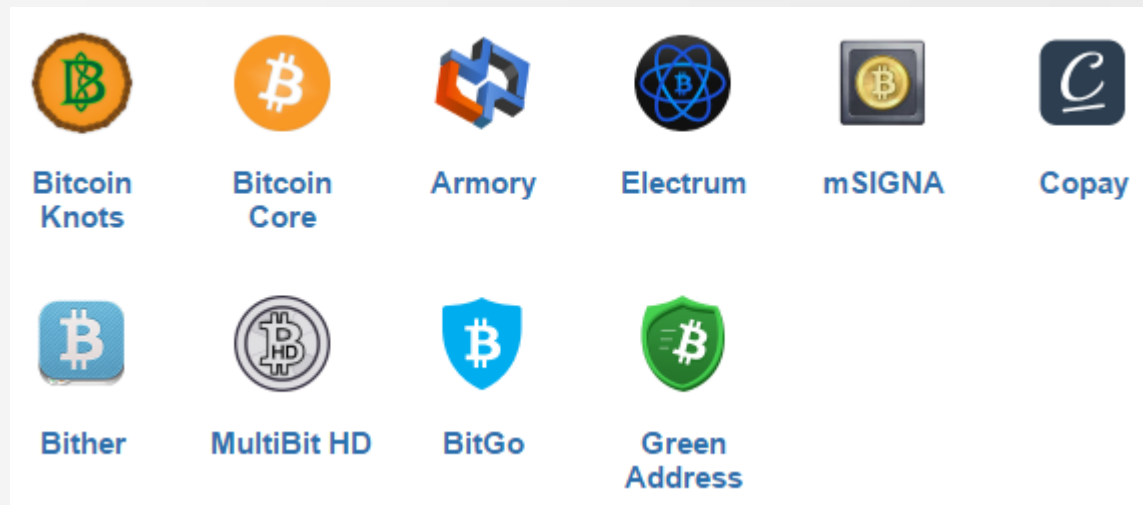 Bitcoin Knots
Bitcoin Core
Armory
Electrum
mSIGNA
Copay
Bither
MultiBit HD
BitGo
Green Address